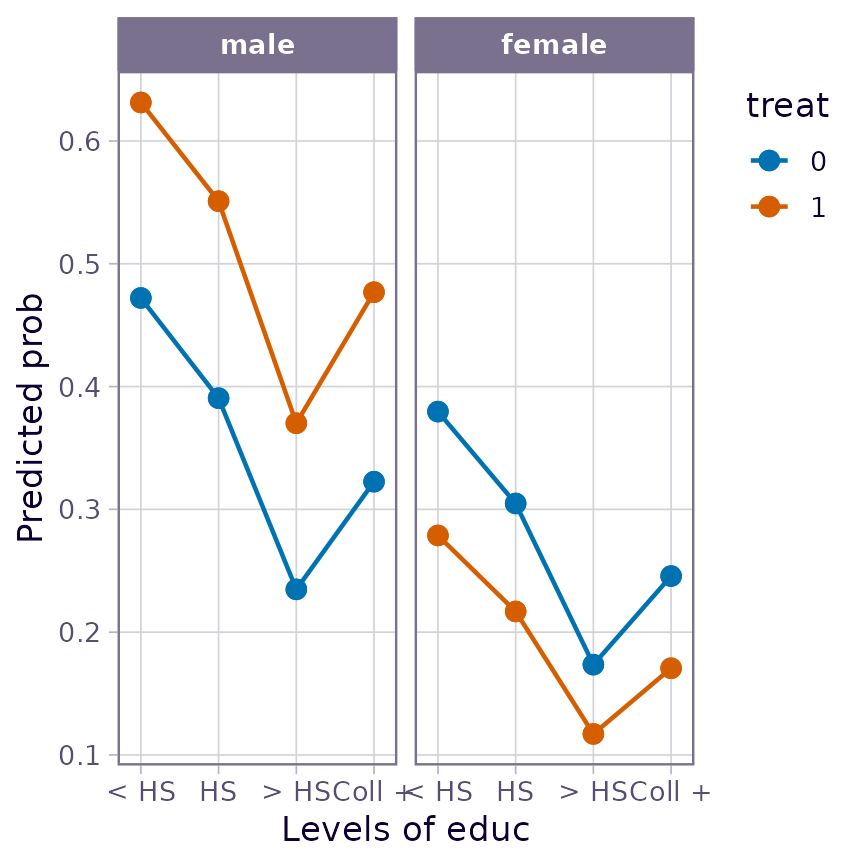 male female
treat
0
1
0.6
0.5
0.4
0.3
0.2
0.1
Predicted prob
< HS HS > HS Coll + < HS HS > HS Coll +
Levels of educ